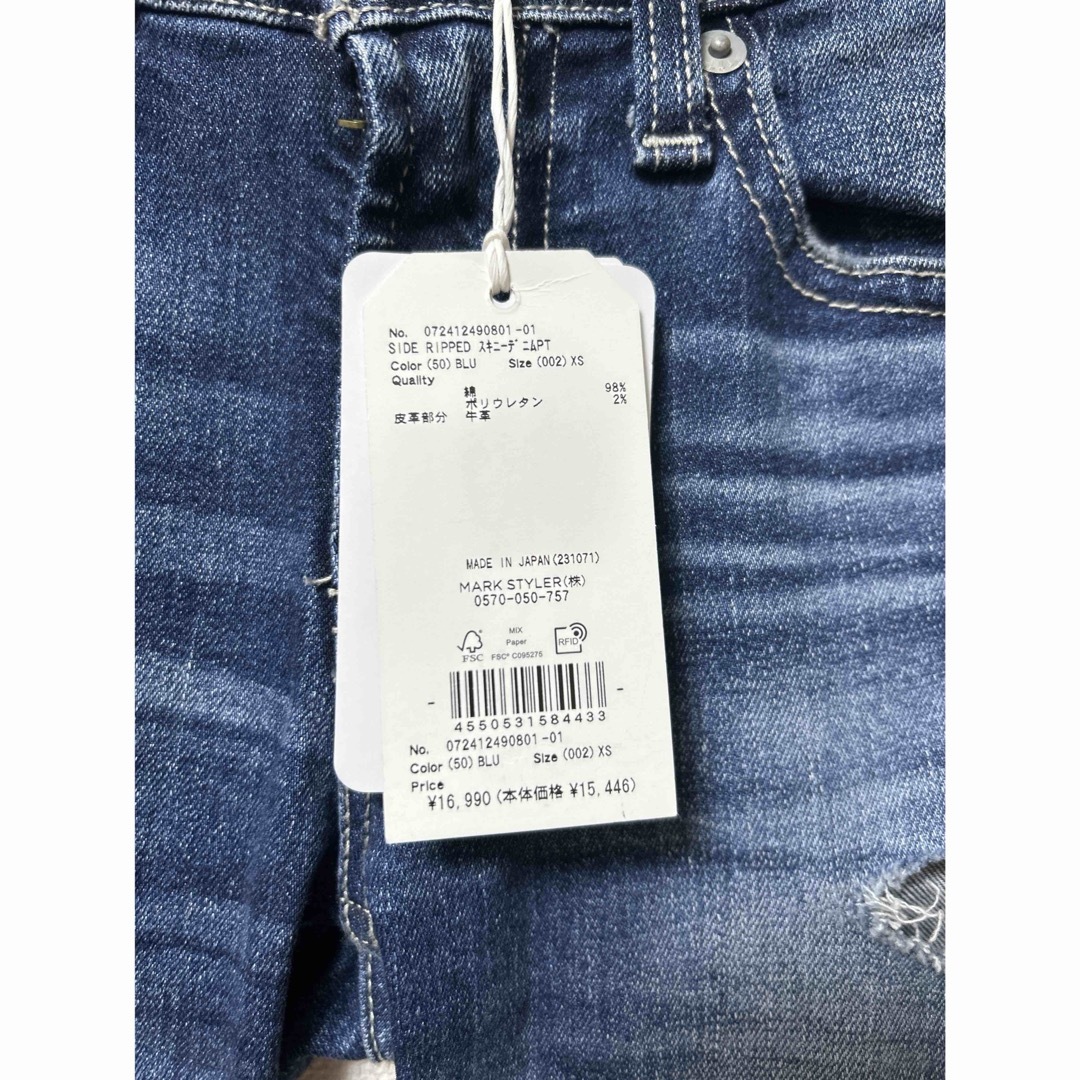 No. 072412490801-01
SIDE RIPPED ｽｷﾆｰﾃﾞﾆﾑPT
Color (50) BLU Size (002) XS
Quality
綿 98%
ポリウレタン 2%
皮革部分 牛革
MADE IN JAPAN(231071)
MARK STYLER(株)
0570-050-757
MIX
Paper
FSC
FSC® C095275
RFID
4550531584433
No. 072412490801-01
Color (50) BLU Size (002) XS
Price
¥16,990 (本体価格 ¥15,446)